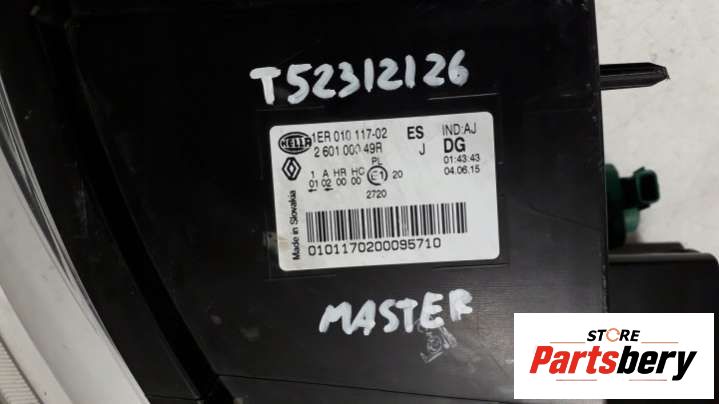 T52312126
HELLA 1ER 010 117-02 ES IND:AJ
2 601 000 49R J DG
PL 01:43:43
1 A HR HC E1 20 04.06.15
01 02 00 00
2720
Made in Slovakia
0101170200095710
MASTER
STORE
Partsbery